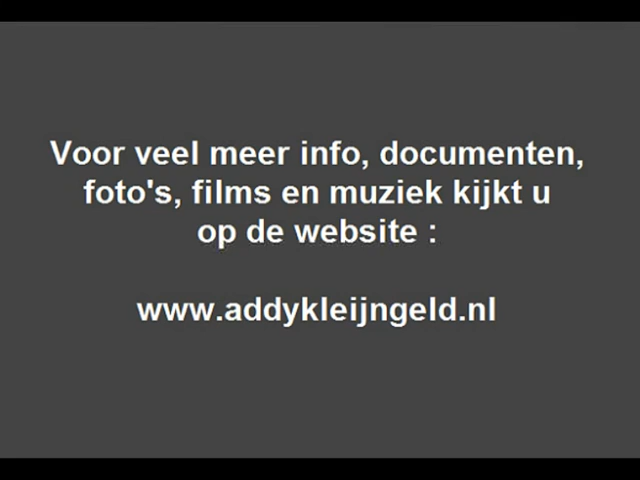 Voor veel meer info, documenten,
foto's, films en muziek kijkt u
op de website :
www.addykleijngeld.nl